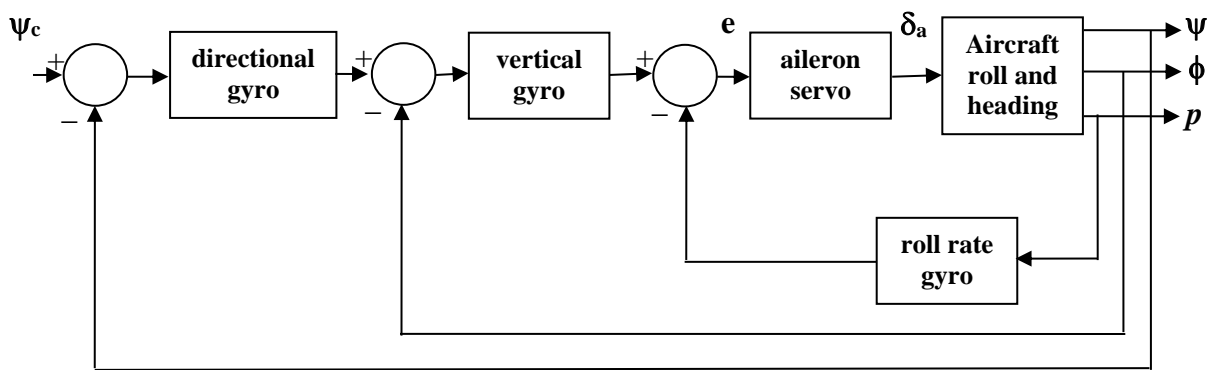 ψc
+
−
directional
gyro
+
−
vertical
gyro
+
−
e
aileron
servo
δa
Aircraft
roll and
heading
ψ
ϕ
p
roll rate
gyro